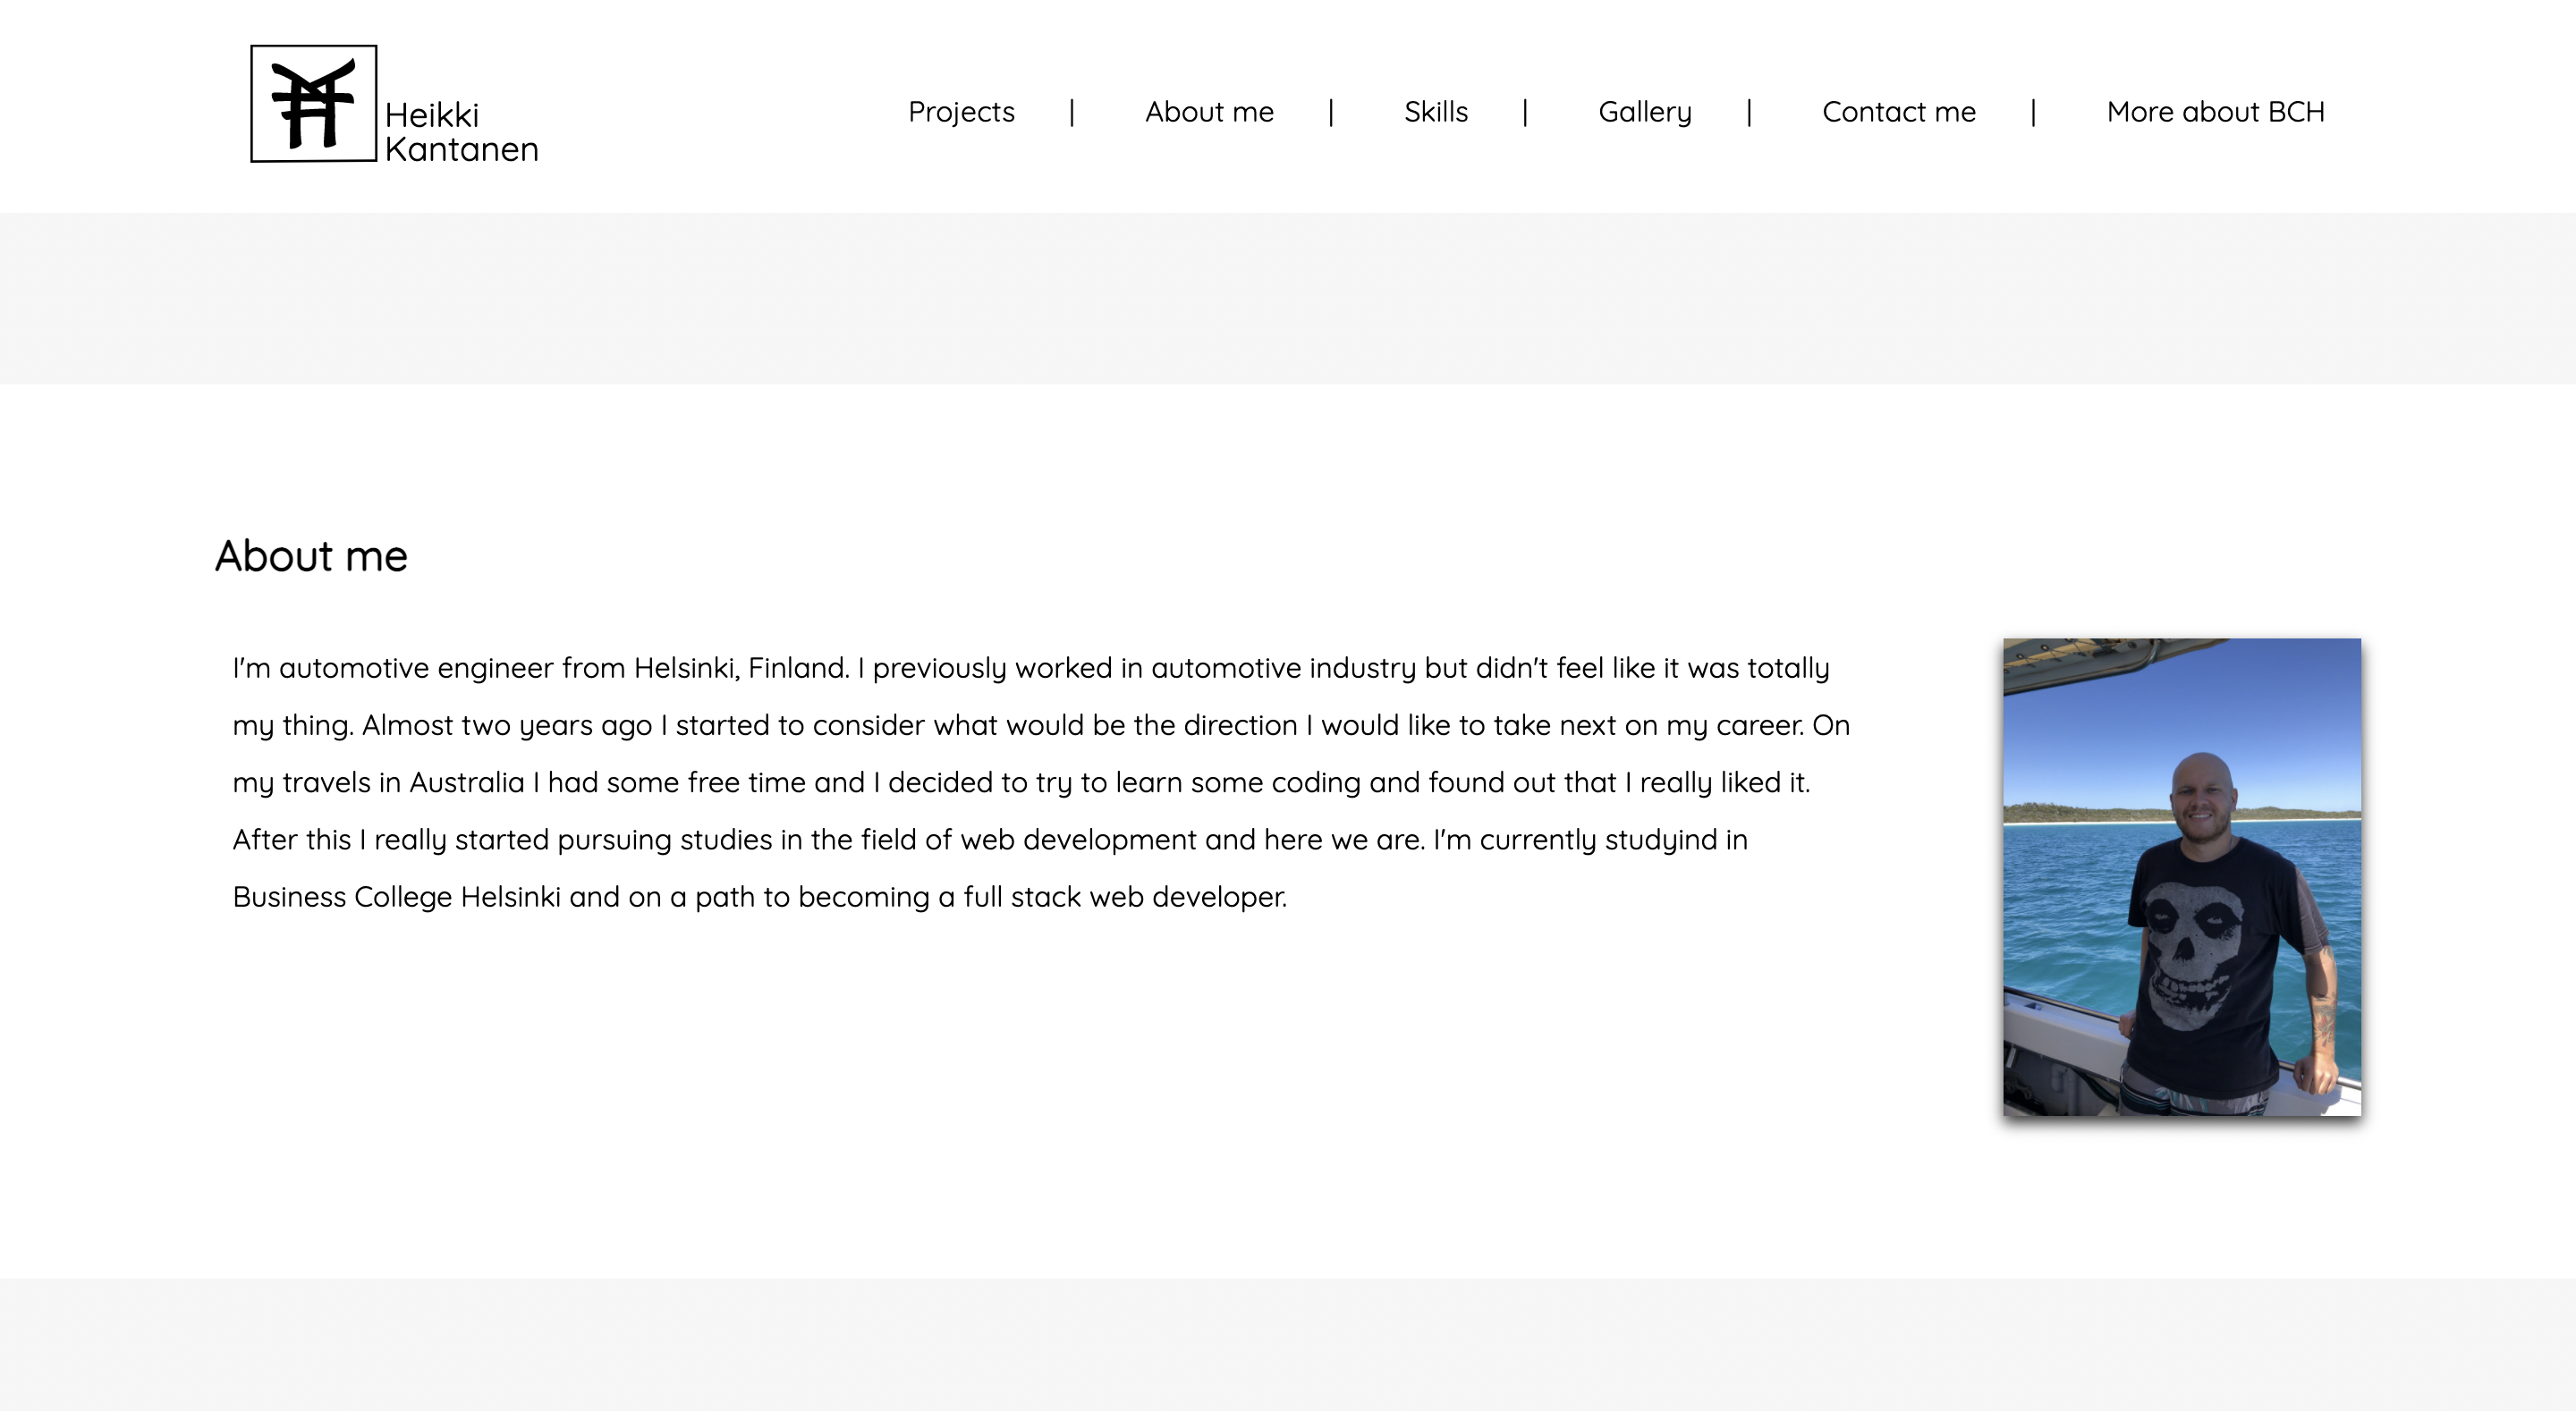 Heikki
Kantanen
Projects | About me | Skills | Gallery | Contact me | More about BCH
About me
I'm automotive engineer from Helsinki, Finland. I previously worked in automotive industry but didn't feel like it was totally
my thing. Almost two years ago I started to consider what would be the direction I would like to take next on my career. On
my travels in Australia I had some free time and I decided to try to learn some coding and found out that I really liked it.
After this I really started pursuing studies in the field of web development and here we are. I'm currently studyind in
Business College Helsinki and on a path to becoming a full stack web developer.